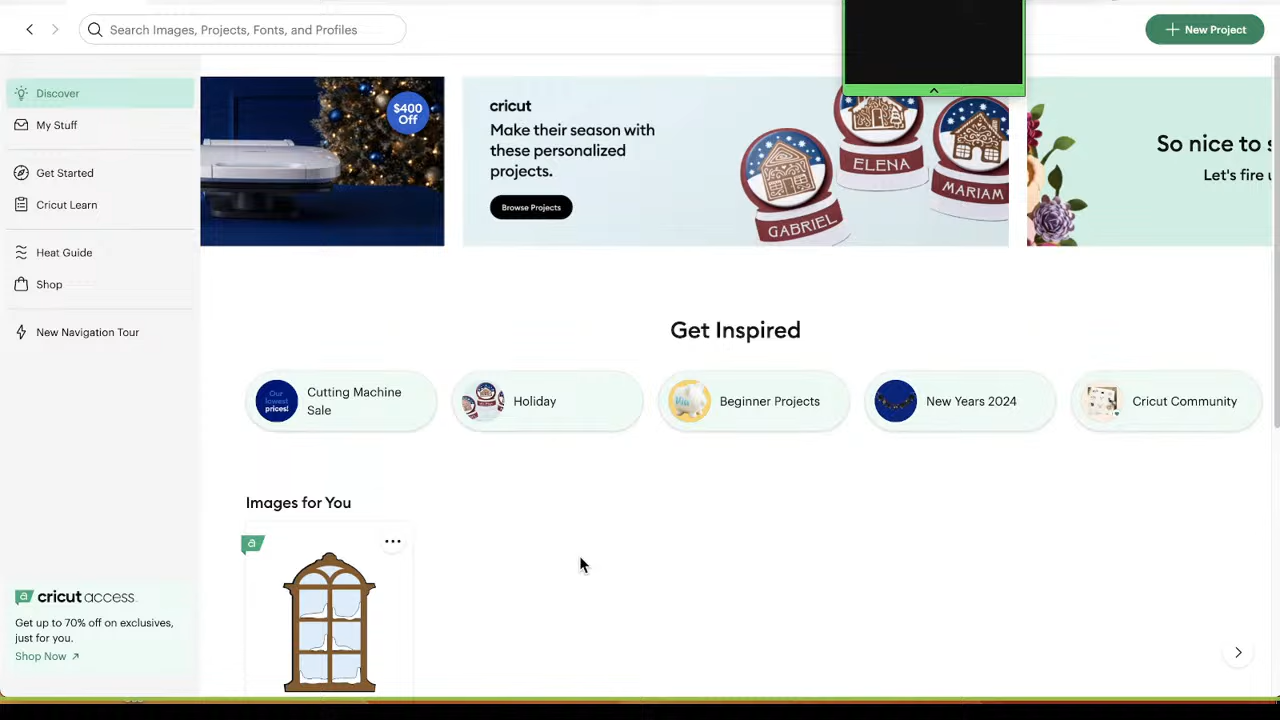 Search Images, Projects, Fonts, and Profiles
New Project
Discover
My Stuff
Get Started
Cricut Learn
Heat Guide
Shop
New Navigation Tour
cricut access
Get up to 70% off on exclusives,
just for you.
Shop Now
$400
Off
cricut
Make their season with
these personalized
projects.
Browse Projects
GABRIEL
ELENA
MARIAM
So nice to
Let's fire
Get Inspired
Our
lowest
prices!
Cutting Machine
Sale
Holiday
Beginner Projects
New Years 2024
Cricut Community
Images for You
a